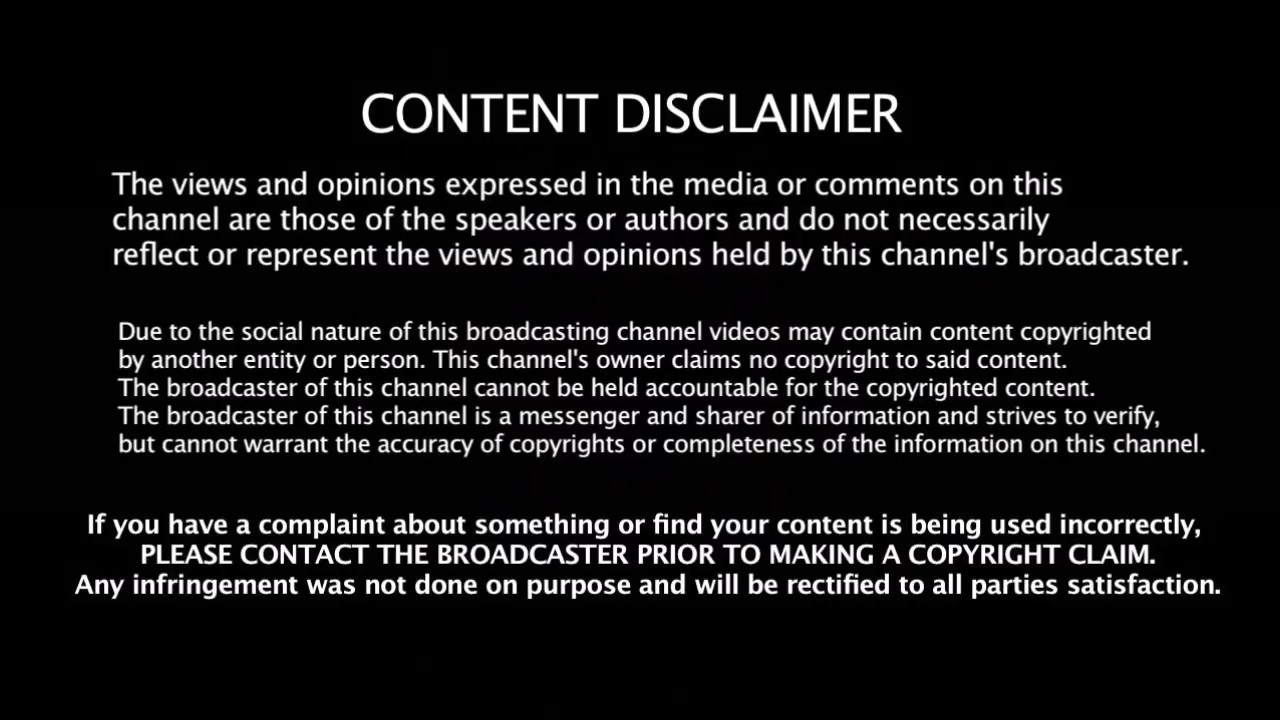 CONTENT DISCLAIMER
The views and opinions expressed in the media or comments on this
channel are those of the speakers or authors and do not necessarily
reflect or represent the views and opinions held by this channel's broadcaster.
Due to the social nature of this broadcasting channel videos may contain content copyrighted
by another entity or person. This channel's owner claims no copyright to said content.
The broadcaster of this channel cannot be held accountable for the copyrighted content.
The broadcaster of this channel is a messenger and sharer of information and strives to verify,
but cannot warrant the accuracy of copyrights or completeness of the information on this channel.
If you have a complaint about something or find your content is being used incorrectly,
PLEASE CONTACT THE BROADCASTER PRIOR TO MAKING A COPYRIGHT CLAIM.
Any infringement was not done on purpose and will be rectified to all parties satisfaction.